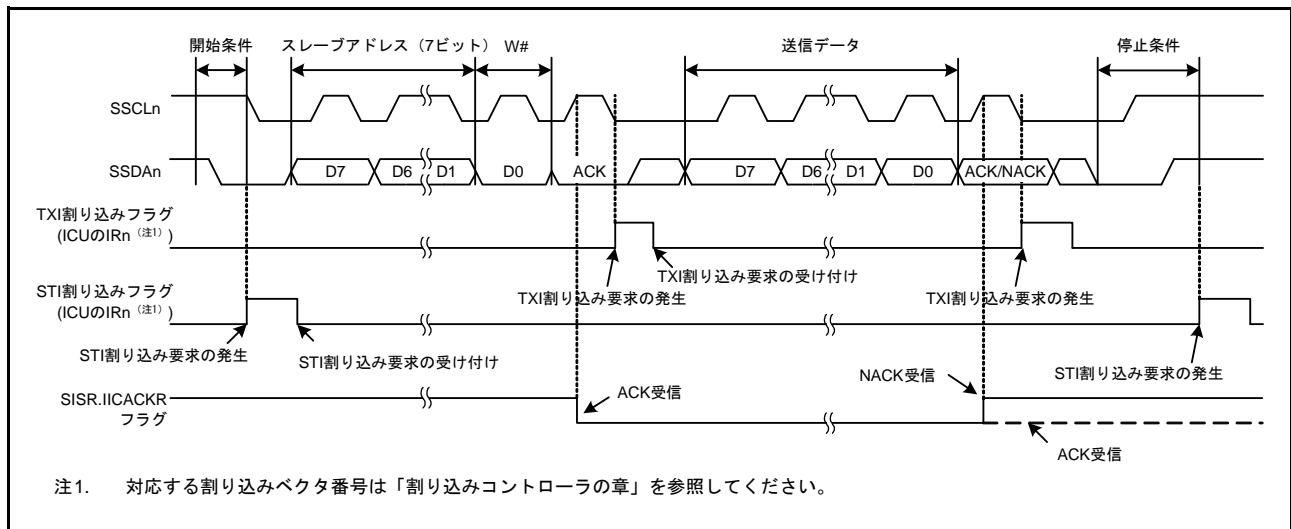 開始条件 スレーブアドレス（7ビット） W# 送信データ 停止条件
SSCLn
SSDAn D7 D6 D1 D0 ACK D7 D6 D1 D0 ACK/NACK
TXI割り込みフラグ
(ICUのIRn（注1）)
TXI割り込み要求の発生
TXI割り込み要求の受け付け
TXI割り込み要求の発生
STI割り込みフラグ
(ICUのIRn（注1）)
STI割り込み要求の発生
STI割り込み要求の受け付け
STI割り込み要求の発生
SISR.IICACKR
フラグ
ACK受信
NACK受信
ACK受信
注1. 対応する割り込みベクタ番号は「割り込みコントローラの章」を参照してください。